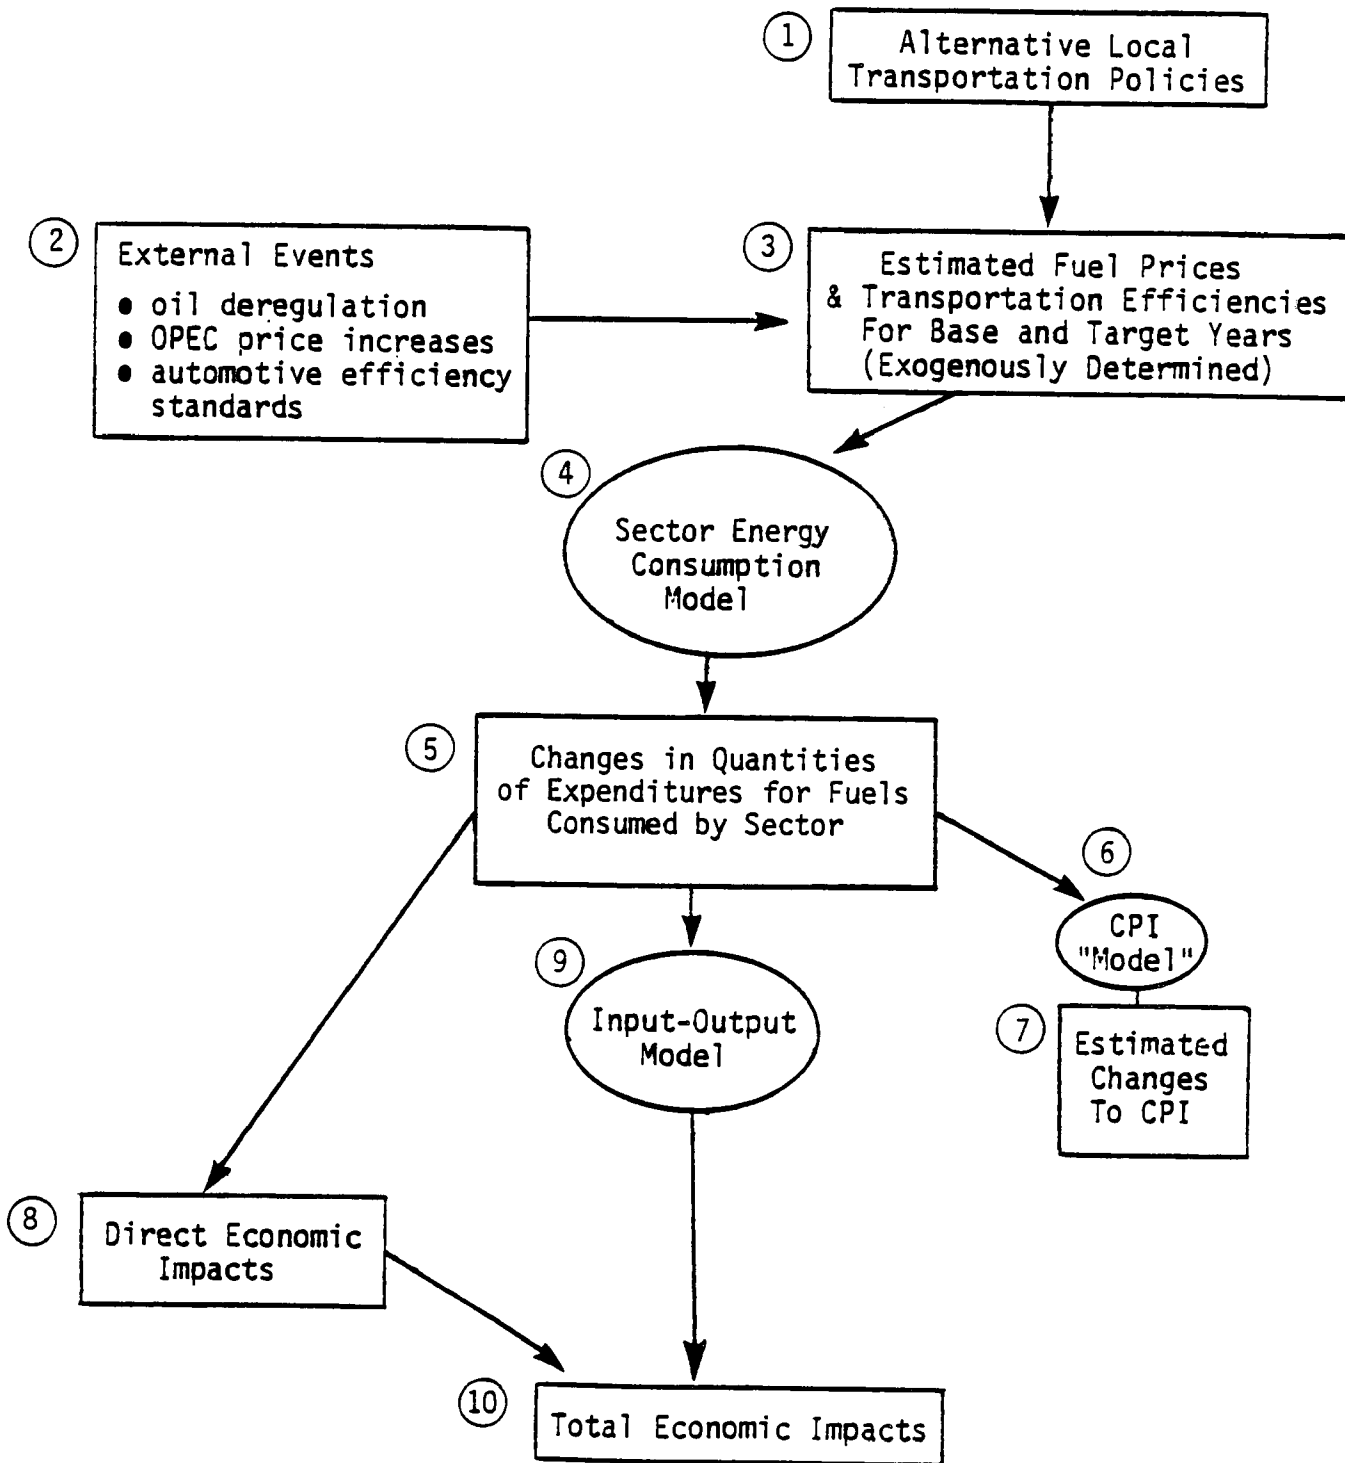 1
Alternative Local
Transportation Policies
2
External Events
● oil deregulation
● OPEC price increases
● automotive efficiency
standards
3
Estimated Fuel Prices
& Transportation Efficiencies
For Base and Target Years
(Exogenously Determined)
4
Sector Energy
Consumption
Model
5
Changes in Quantities
of Expenditures for Fuels
Consumed by Sector
6
CPI
"Model"
7
Estimated
Changes
To CPI
9
Input-Output
Model
8
Direct Economic
Impacts
10
Total Economic Impacts